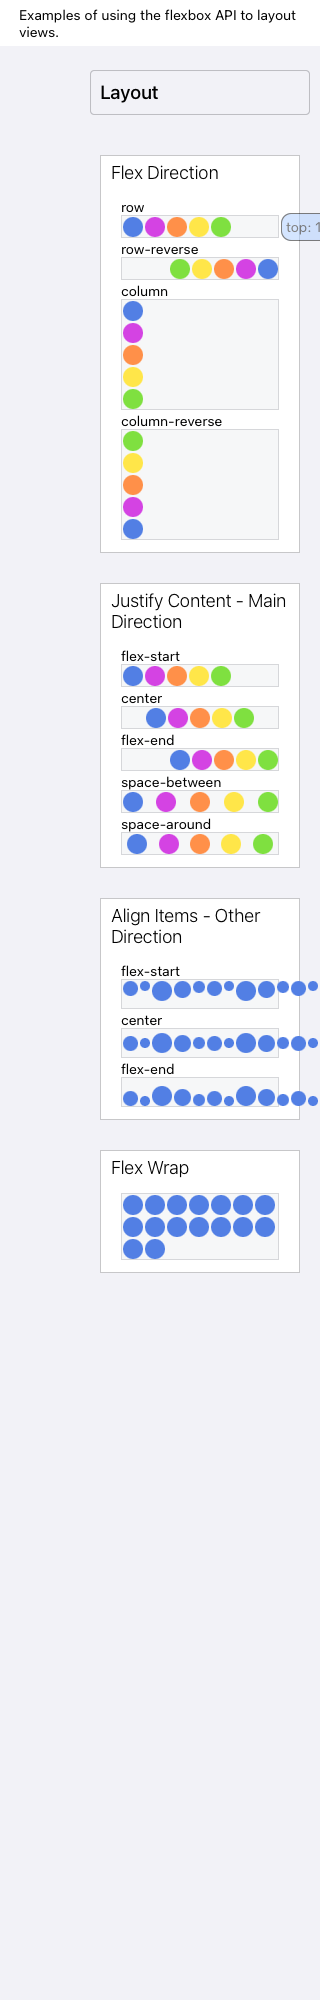 Examples of using the flexbox API to layout
views.
Layout
Flex Direction
row
top: 1
row-reverse
column
column-reverse
Justify Content - Main
Direction
flex-start
center
flex-end
space-between
space-around
Align Items - Other
Direction
flex-start
center
flex-end
Flex Wrap